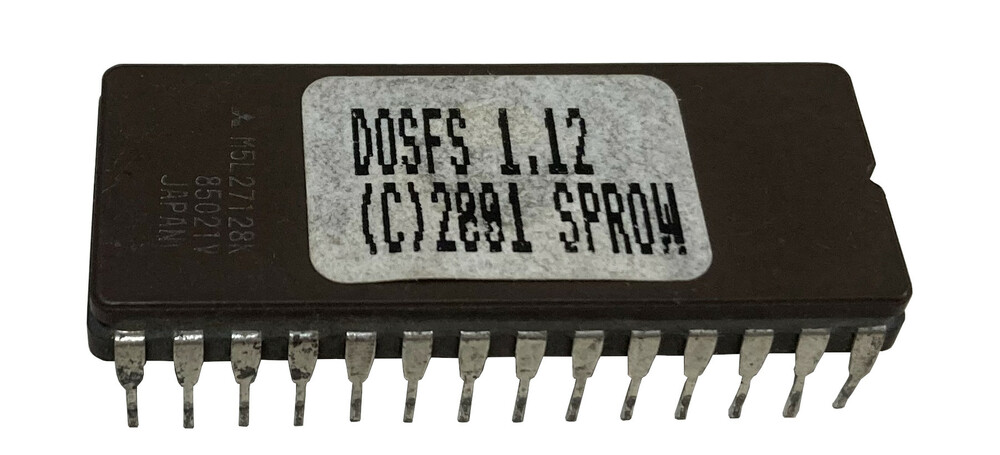 DOSFS 1.12
(C)2001 SPROW
M5L27128K
85021V
JAPAN